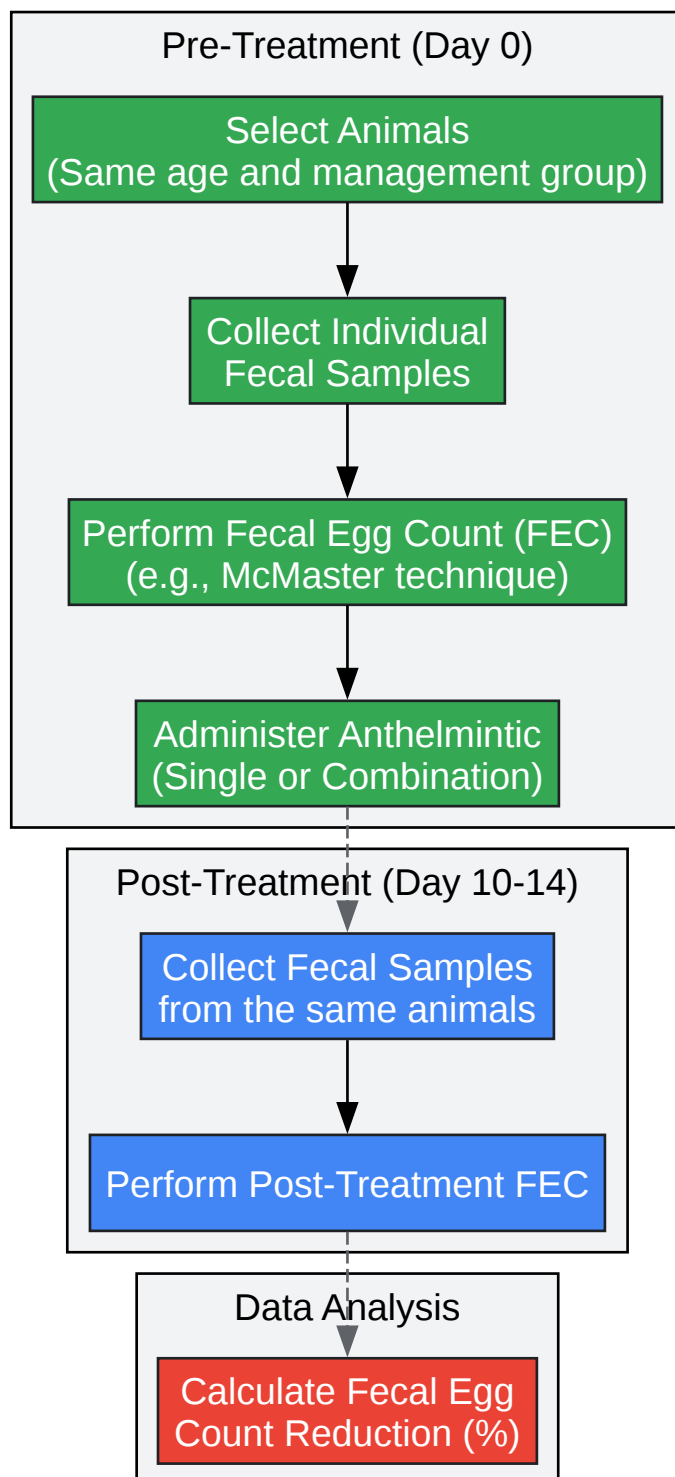 Pre-Treatment (Day 0)
Select Animals
(Same age and management group)
Collect Individual
Fecal Samples
Perform Fecal Egg Count (FEC)
(e.g., McMaster technique)
Administer Anthelmintic
(Single or Combination)
Post-Treatment (Day 10-14)
Collect Fecal Samples
from the same animals
Perform Post-Treatment FEC
Data Analysis
Calculate Fecal Egg
Count Reduction (%)